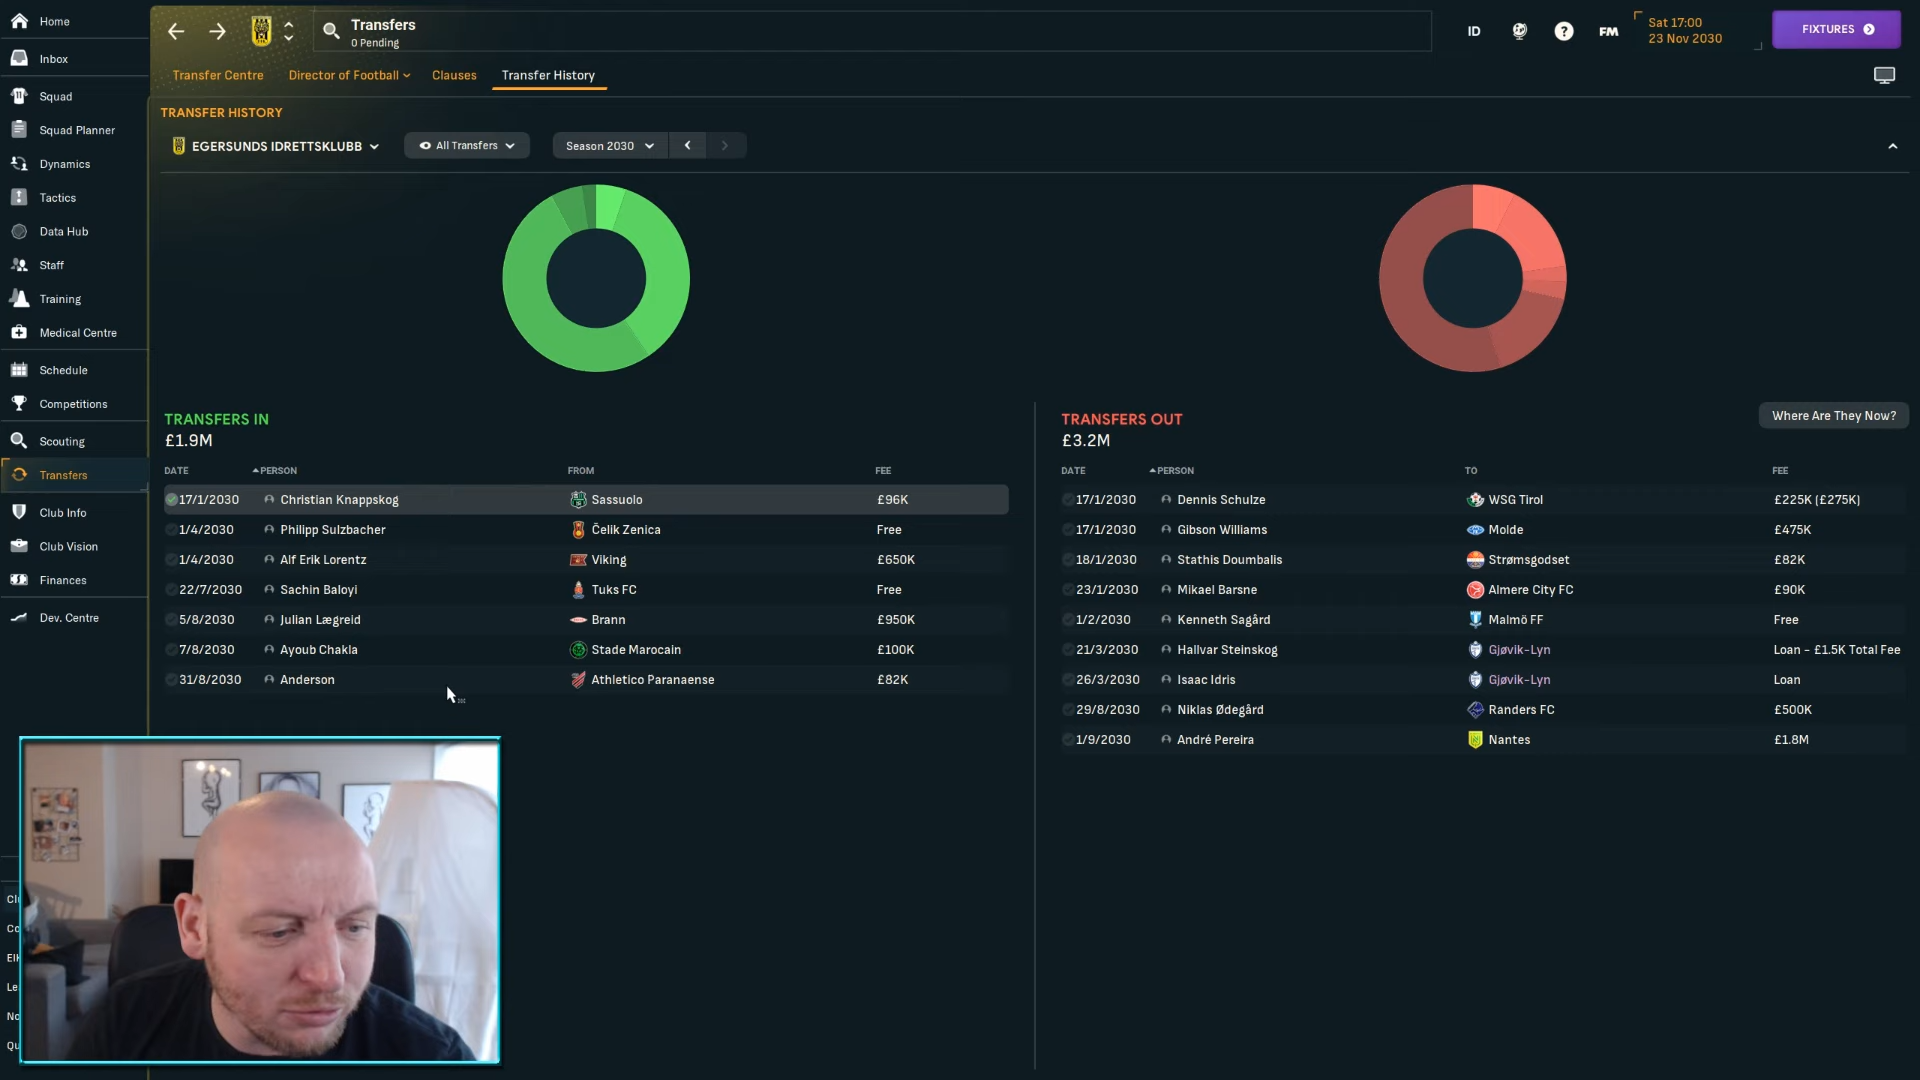 Home
Inbox
Squad
Squad Planner
Dynamics
Tactics
Data Hub
Staff
Training
Medical Centre
Schedule
Competitions
Scouting
Transfers
Club Info
Club Vision
Finances
Dev. Centre
Transfers
0 Pending
ID
FM
Sat 17:00
23 Nov 2030
FIXTURES
Transfer Centre
Director of Football
Clauses
Transfer History
TRANSFER HISTORY
EGERSUNDS IDRETTSKLUBB
All Transfers
Season 2030
TRANSFERS IN
£1.9M
DATE PERSON FROM FEE
17/1/2030 Christian Knappskog Sassuolo £96K
1/4/2030 Philipp Sulzbacher Čelik Zenica Free
1/4/2030 Alf Erik Lorentz Viking £650K
22/7/2030 Sachin Baloyi Tuks FC Free
5/8/2030 Julian Lægreid Brann £950K
7/8/2030 Ayoub Chakla Stade Marocain £100K
31/8/2030 Anderson Athletico Paranaense £82K
TRANSFERS OUT
£3.2M
Where Are They Now?
DATE PERSON TO FEE
17/1/2030 Dennis Schulze WSG Tirol £225K (£275K)
17/1/2030 Gibson Williams Molde £475K
18/1/2030 Stathis Doumbalis Strømsgodset £82K
23/1/2030 Mikael Barsne Almere City FC £90K
1/2/2030 Kenneth Sagård Malmö FF Free
21/3/2030 Hallvar Steinskog Gjøvik-Lyn Loan - £1.5K Total Fee
26/3/2030 Isaac Idris Gjøvik-Lyn Loan
29/8/2030 Niklas Ødegård Randers FC £500K
1/9/2030 André Pereira Nantes £1.8M